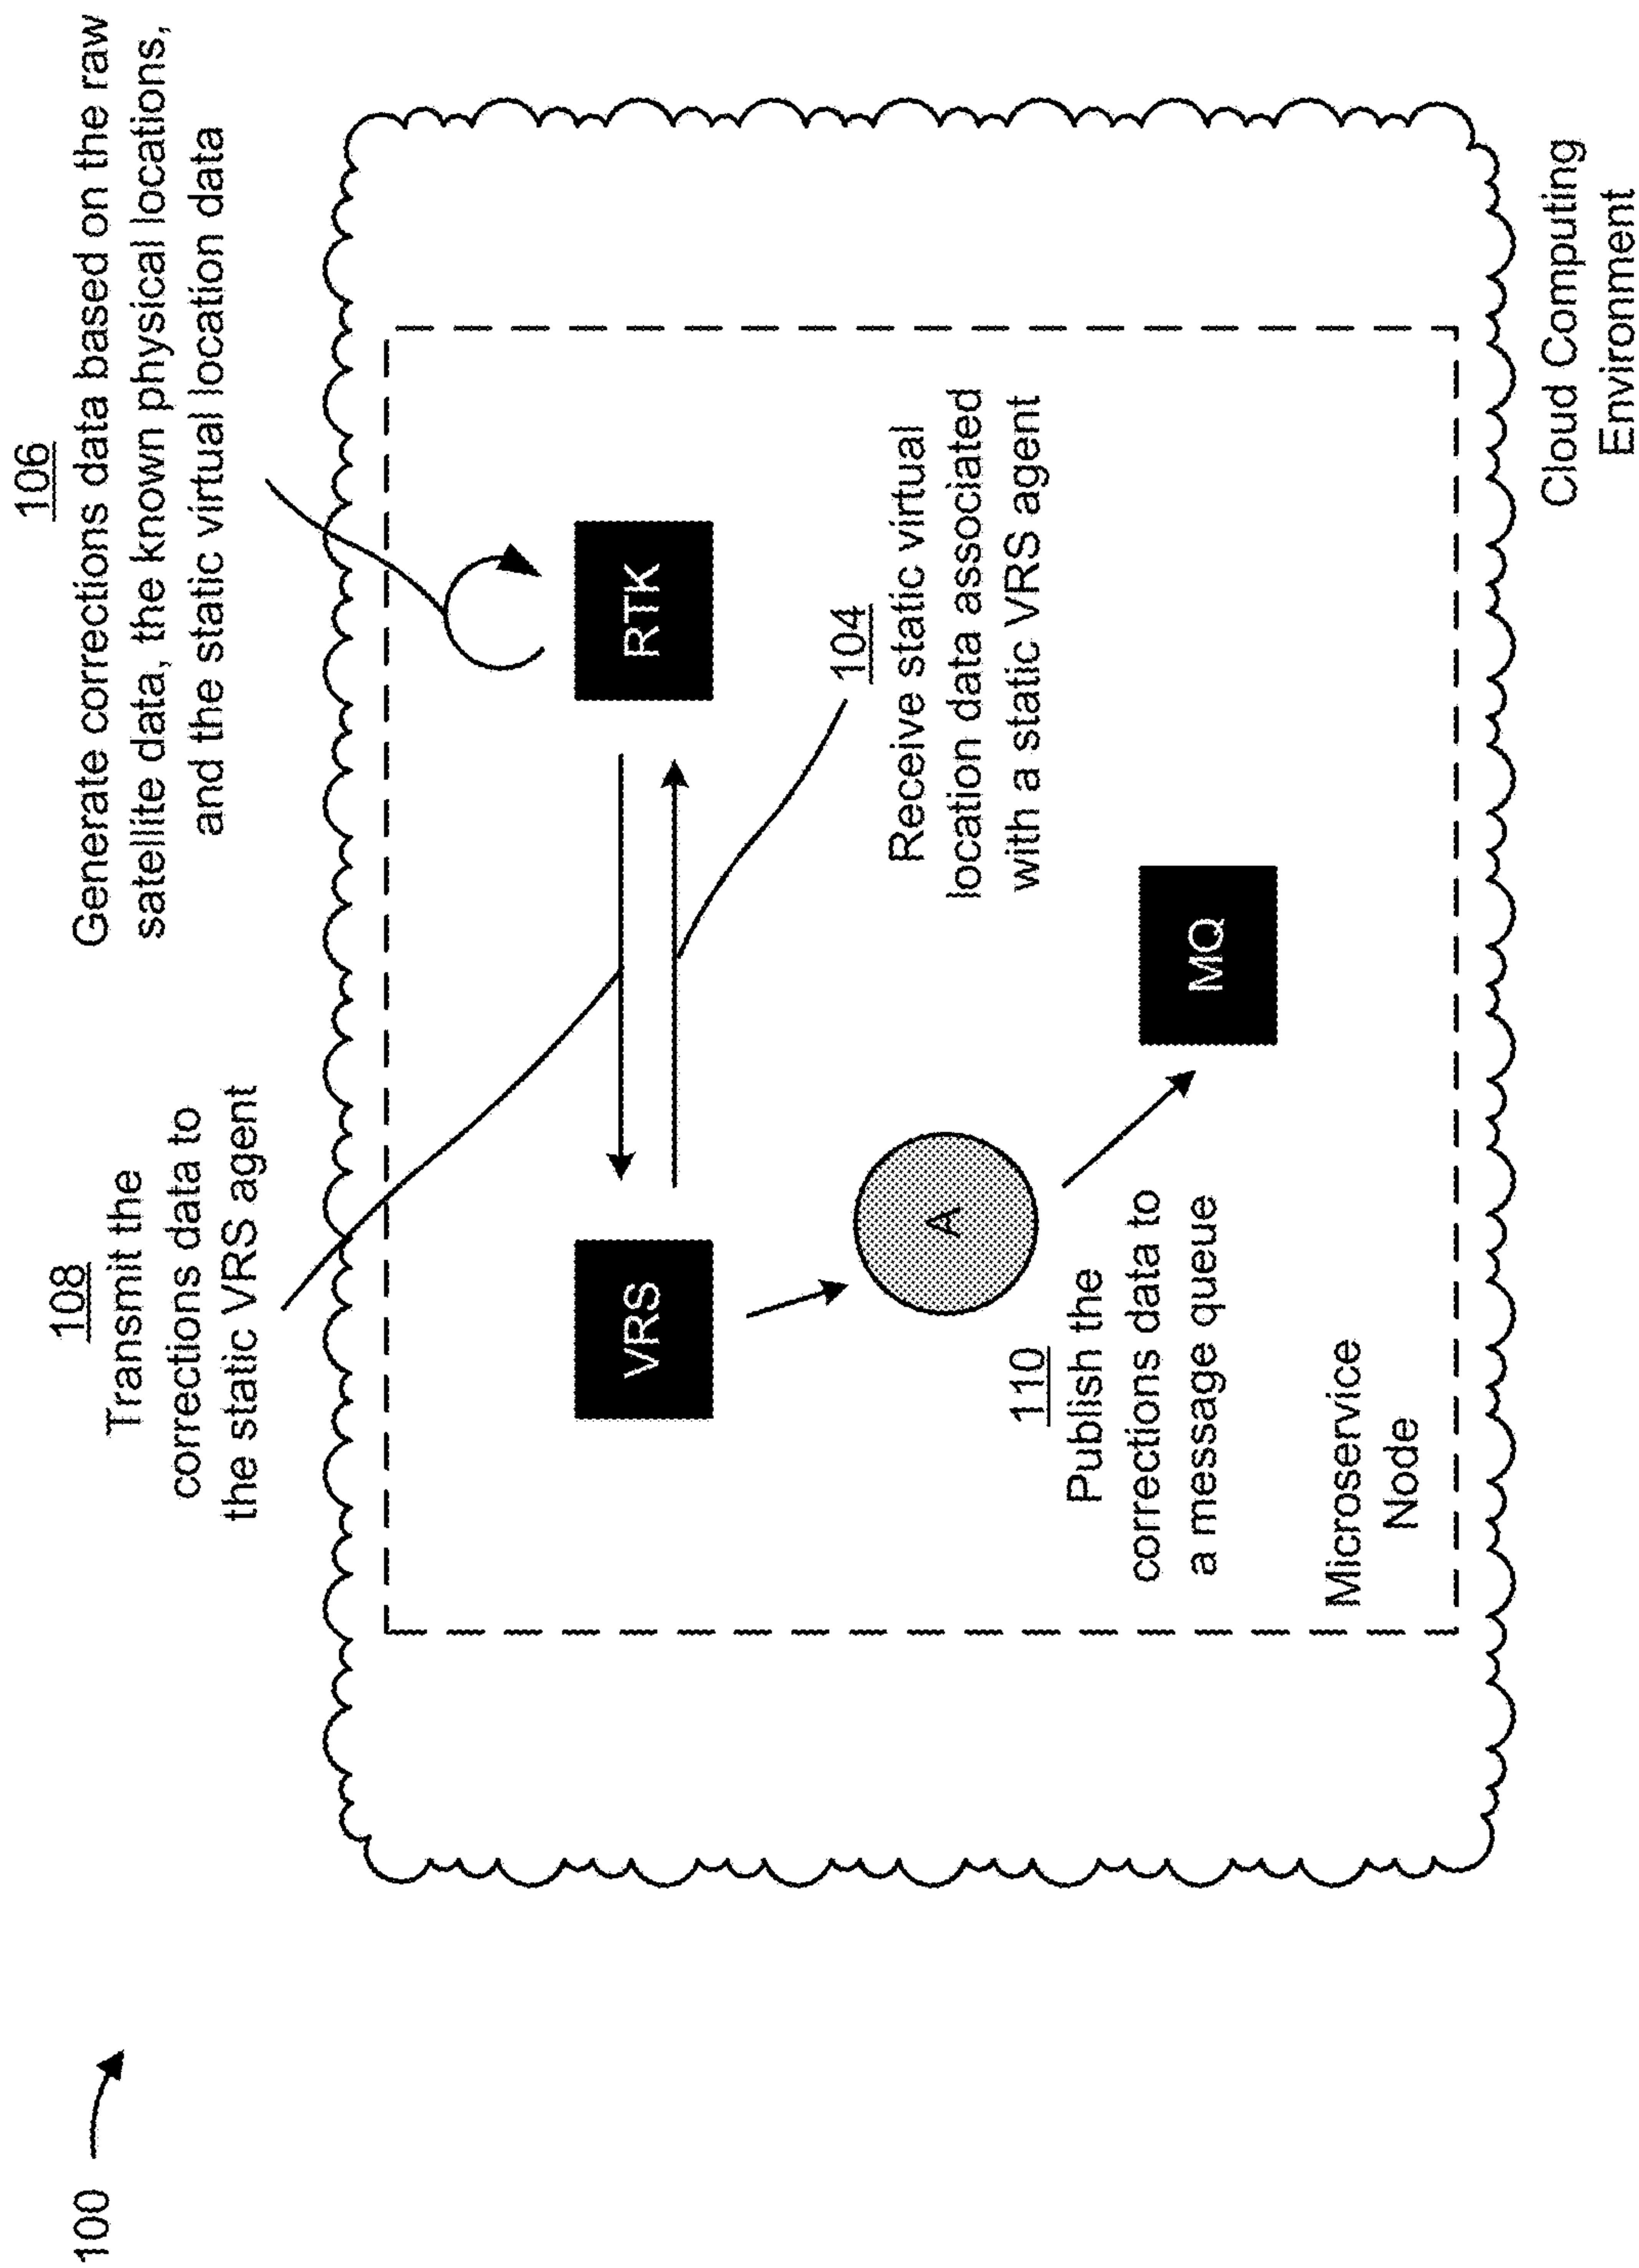 100
106
Generate corrections data based on the raw
satellite data, the known physical locations,
and the static virtual location data
108
Transmit the
corrections data to
the static VRS agent
VRS
RTK
104
Receive static virtual
location data associated
with a static VRS agent
A
110
Publish the
corrections data to
a message queue
MQ
Microservice
Node
Cloud Computing
Environment